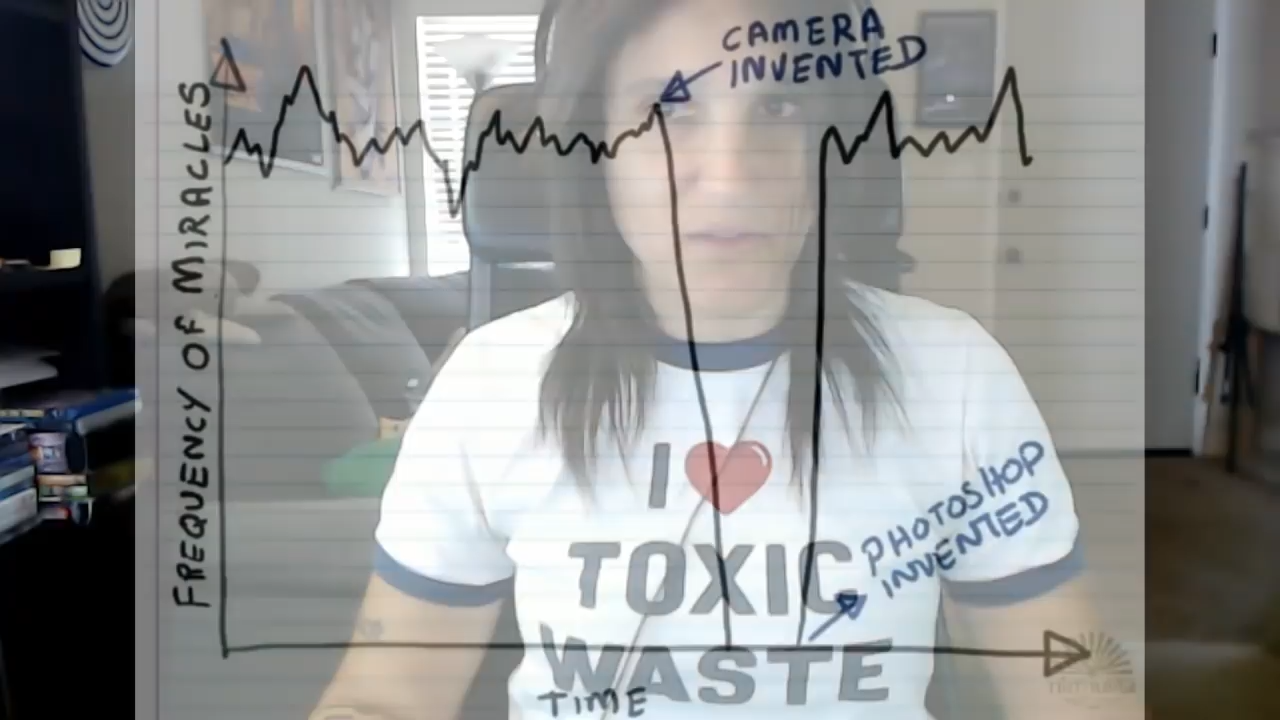 CAMERA
INVENTED
FREQUENCY OF MIRACLES
I
TOXIC
WASTE
PHOTOSHOP
INVENTED
TIME